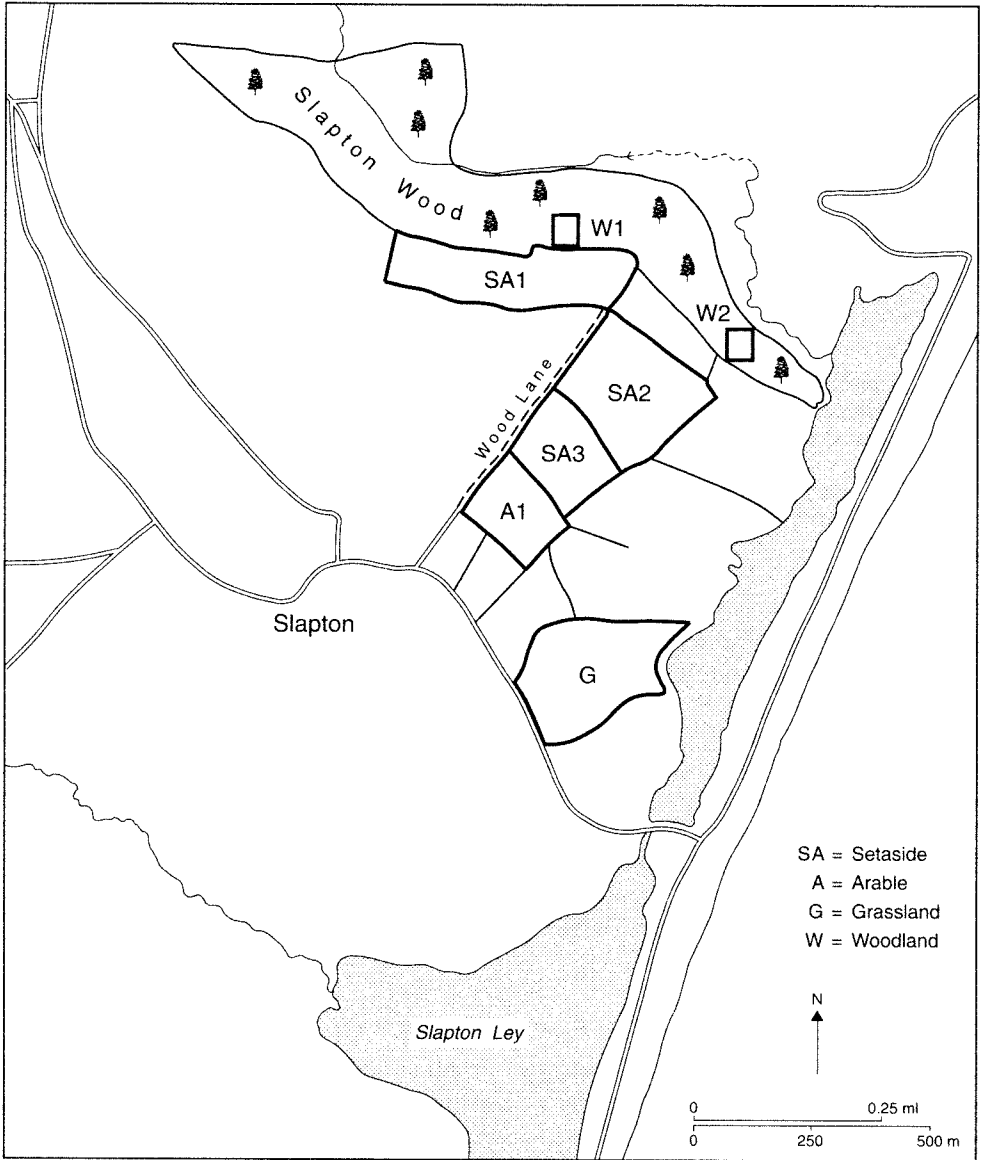 Slapton Wood
W1
SA1
W2
SA2
Wood Lane
SA3
A1
Slapton
G
SA = Setaside
A = Arable
G = Grassland
W = Woodland
Slapton Ley
N
0 0.25 ml
0 250 500 m